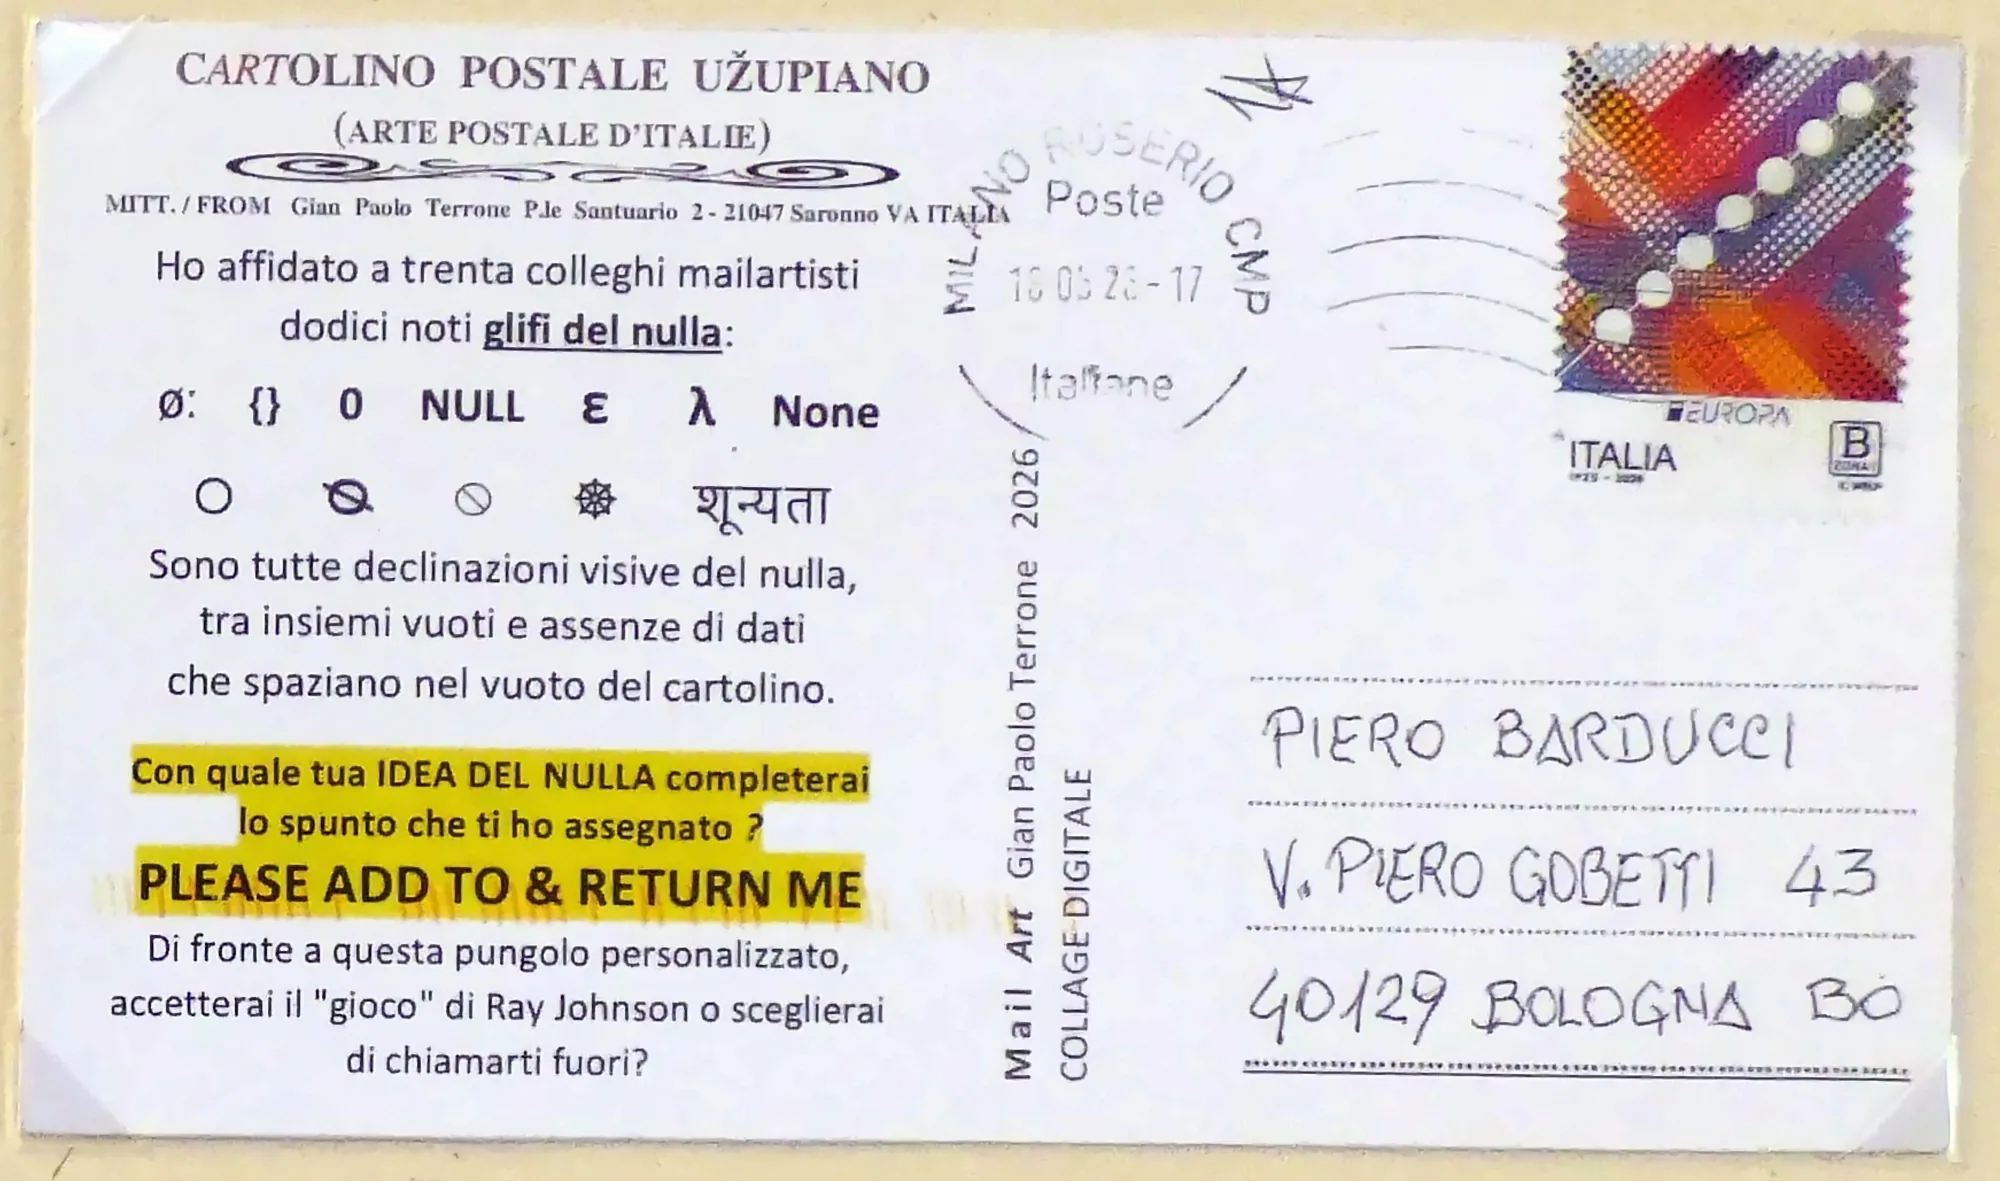 CARTOLINO POSTALE UŽUPIANO
(ARTE POSTALE D'ITALIE)
MITT. / FROM Gian Paolo Terrone P.le Santuario 2 - 21047 Saronno VA ITALIA
Ho affidato a trenta colleghi mailartisti
dodici noti glifi del nulla:
ø: {} 0 NULL ε λ None
शून्यता
Sono tutte declinazioni visive del nulla,
tra insiemi vuoti e assenze di dati
che spaziano nel vuoto del cartolino.
Con quale tua IDEA DEL NULLA completerai
lo spunto che ti ho assegnato ?
PLEASE ADD TO & RETURN ME
Di fronte a questa pungolo personalizzato,
accetterai il "gioco" di Ray Johnson o sceglierai
di chiamarti fuori?
Mail Art Gian Paolo Terrone 2026
COLLAGE DIGITALE
MILANO ROSERIO CMP
Poste
- 17
Italiane
EUROPA
ITALIA
B
PIERO BARDUCCI
V. PIERO GOBETTI 43
40129 BOLOGNA BO